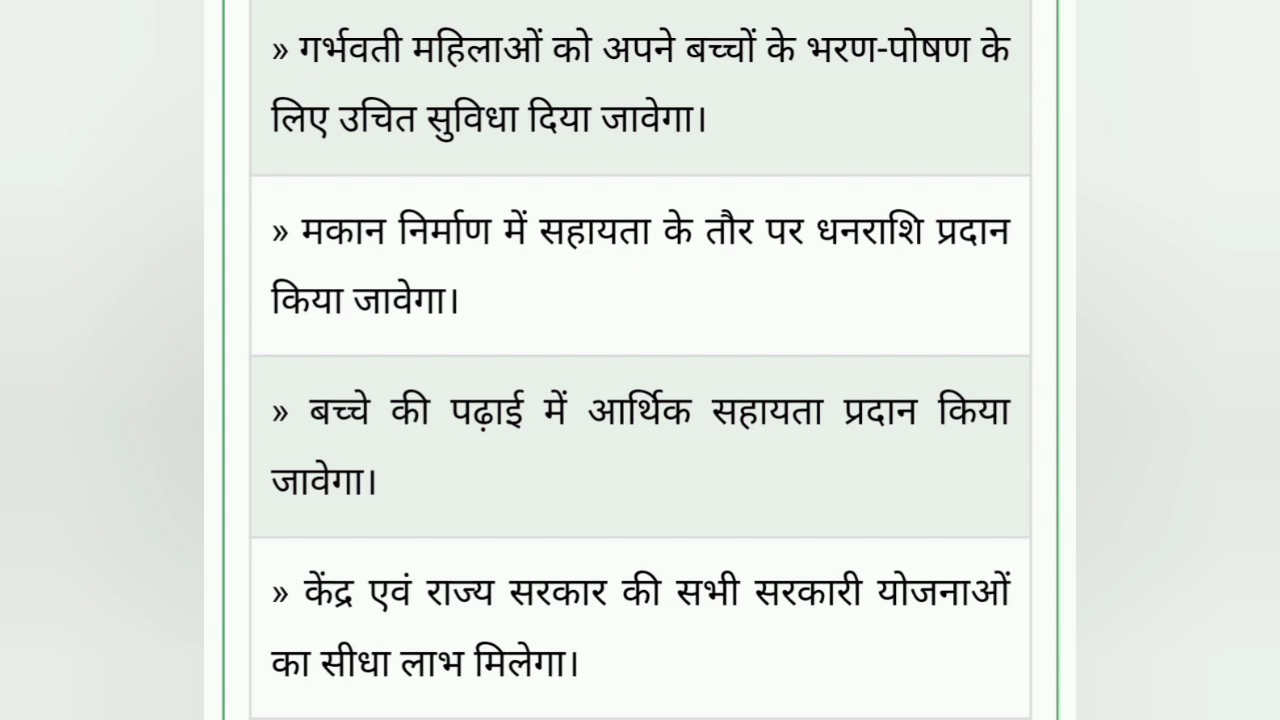 » गर्भवती महिलाओं को अपने बच्चों के भरण-पोषण के
लिए उचित सुविधा दिया जावेगा।
» मकान निर्माण में सहायता के तौर पर धनराशि प्रदान
किया जावेगा।
» बच्चे की पढ़ाई में आर्थिक सहायता प्रदान किया
जावेगा।
» केंद्र एवं राज्य सरकार की सभी सरकारी योजनाओं
का सीधा लाभ मिलेगा।